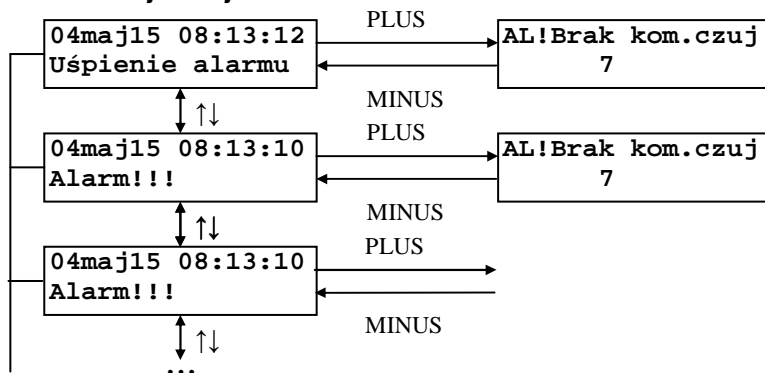 PLUS
04maj15 08:13:12
Uśpienie alarmu
AL!Brak kom.czuj
7
MINUS
↑↓
PLUS
04maj15 08:13:10
Alarm!!!
AL!Brak kom.czuj
7
MINUS
↑↓
PLUS
04maj15 08:13:10
Alarm!!!
MINUS
↑↓
...